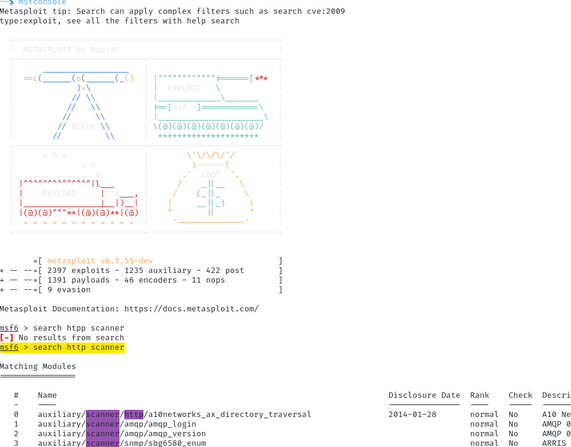 msfconsole
Metasploit tip: Search can apply complex filters such as search cve:2009
type:exploit, see all the filters with help search
METASPLOIT by Rapid7
EXPLOIT
RECON
PAYLOAD
LOOT
=[ metasploit v6.3.55-dev ]
+ -- --=[ 2397 exploits - 1235 auxiliary - 422 post ]
+ -- --=[ 1391 payloads - 46 encoders - 11 nops ]
+ -- --=[ 9 evasion ]
Metasploit Documentation: https://docs.metasploit.com/
msf6 > search htpp scanner
[-] No results from search
msf6 > search http scanner
Matching Modules
================
# Name Disclosure Date Rank Check Descri
- ---- --------------- ---- ----- ------
0 auxiliary/scanner/http/a10networks_ax_directory_traversal 2014-01-28 normal No A10 Ne
1 auxiliary/scanner/amqp/amqp_login normal No AMQP 0
2 auxiliary/scanner/amqp/amqp_version normal No AMQP 0
3 auxiliary/scanner/snmp/sbg6580_enum normal No ARRIS